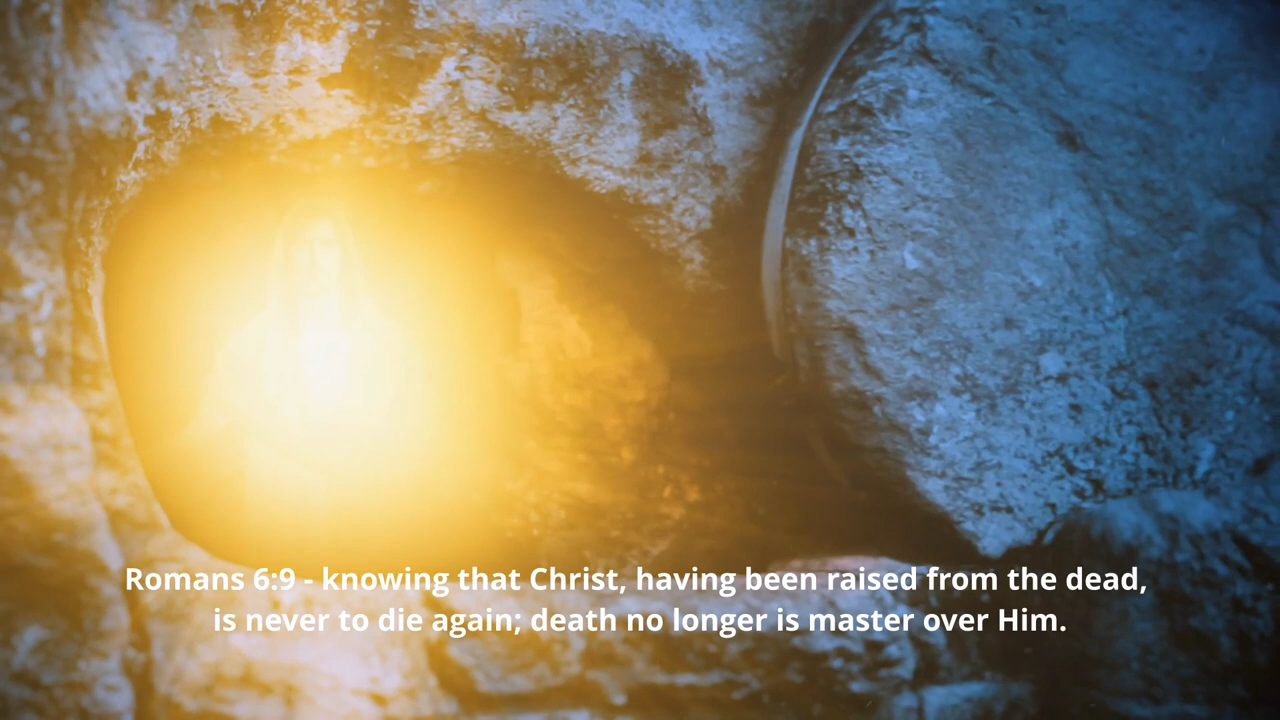 Romans 6:9 - knowing that Christ, having been raised from the dead,
is never to die again; death no longer is master over Him.